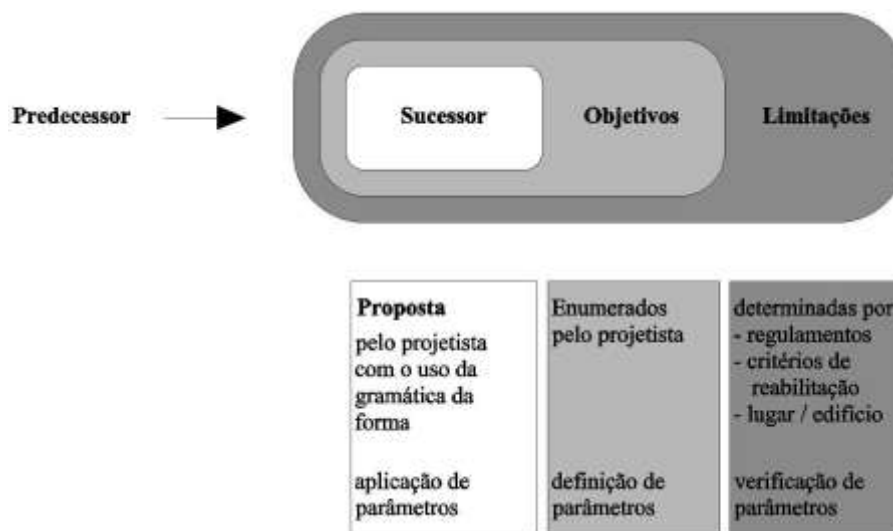 Predecessor
Sucessor
Objetivos
Limitações
Proposta
pelo projetista
com o uso da
gramática da
forma
aplicação de
parâmetros
Enumerados
pelo projetista
definição de
parâmetros
determinadas por
- regulamentos
- critérios de
reabilitação
- lugar / edifício
verificação de
parâmetros